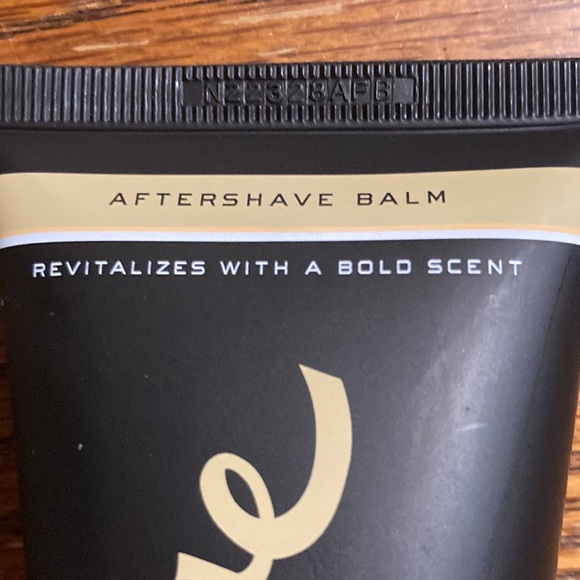 N22328AFB
AFTERSHAVE BALM
REVITALIZES WITH A BOLD SCENT